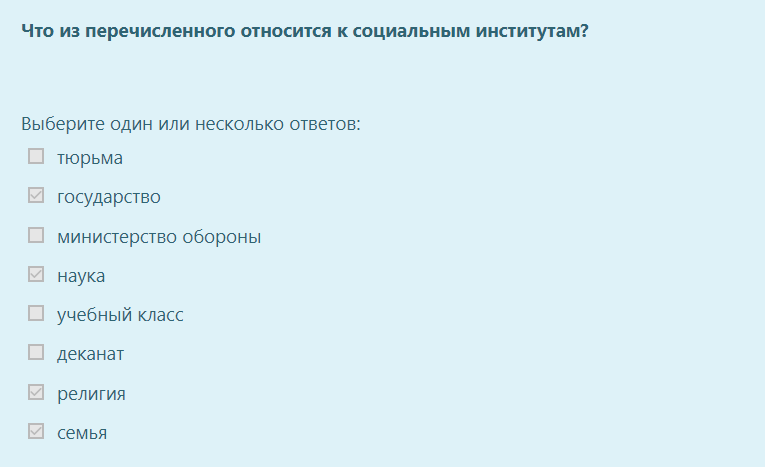 Что из перечисленного относится к социальным институтам?
Выберите один или несколько ответов:
тюрьма
государство
министерство обороны
наука
учебный класс
деканат
религия
семья